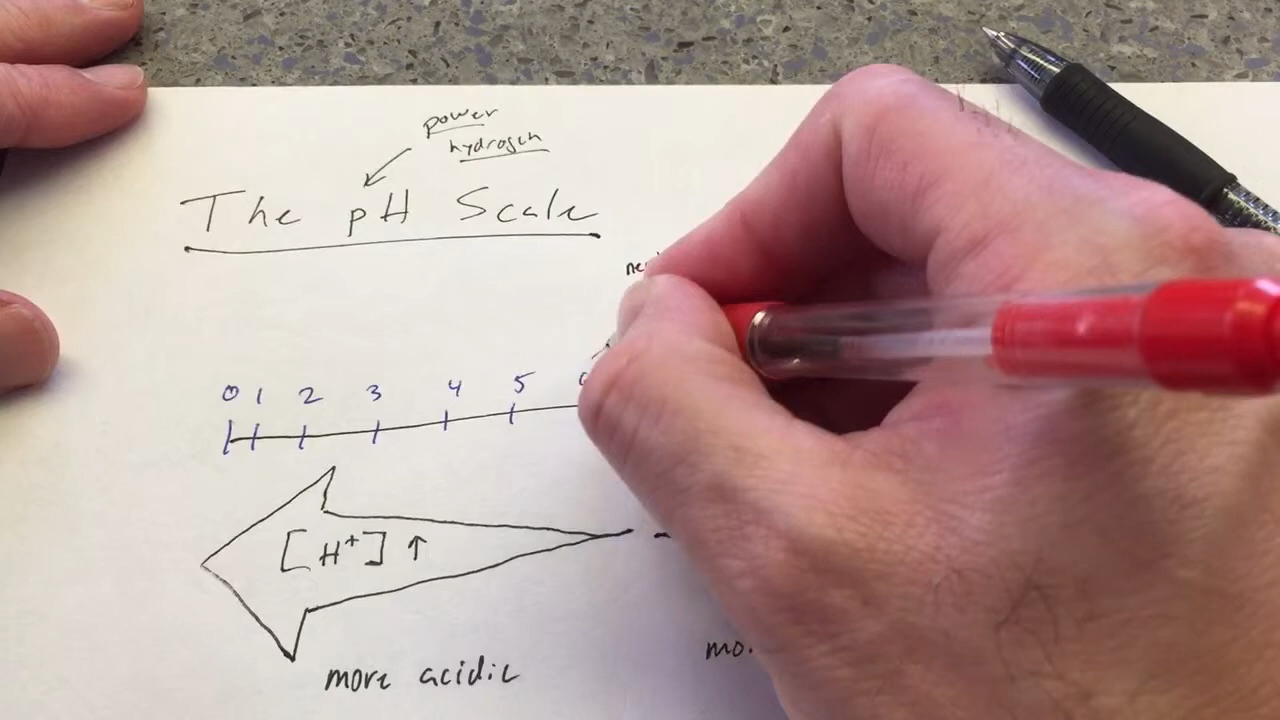 power
hydrogen
The pH Scale
0 1 2 3 4 5
[H⁺] ↑
more acidic